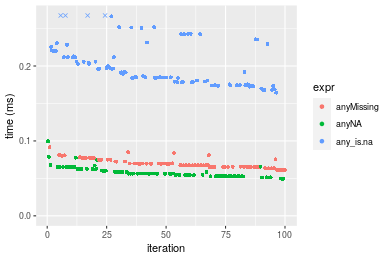 time (ms)
0.2
0.1
0.0
0
25
50
75
100
iteration
expr
anyMissing
anyNA
any_is.na